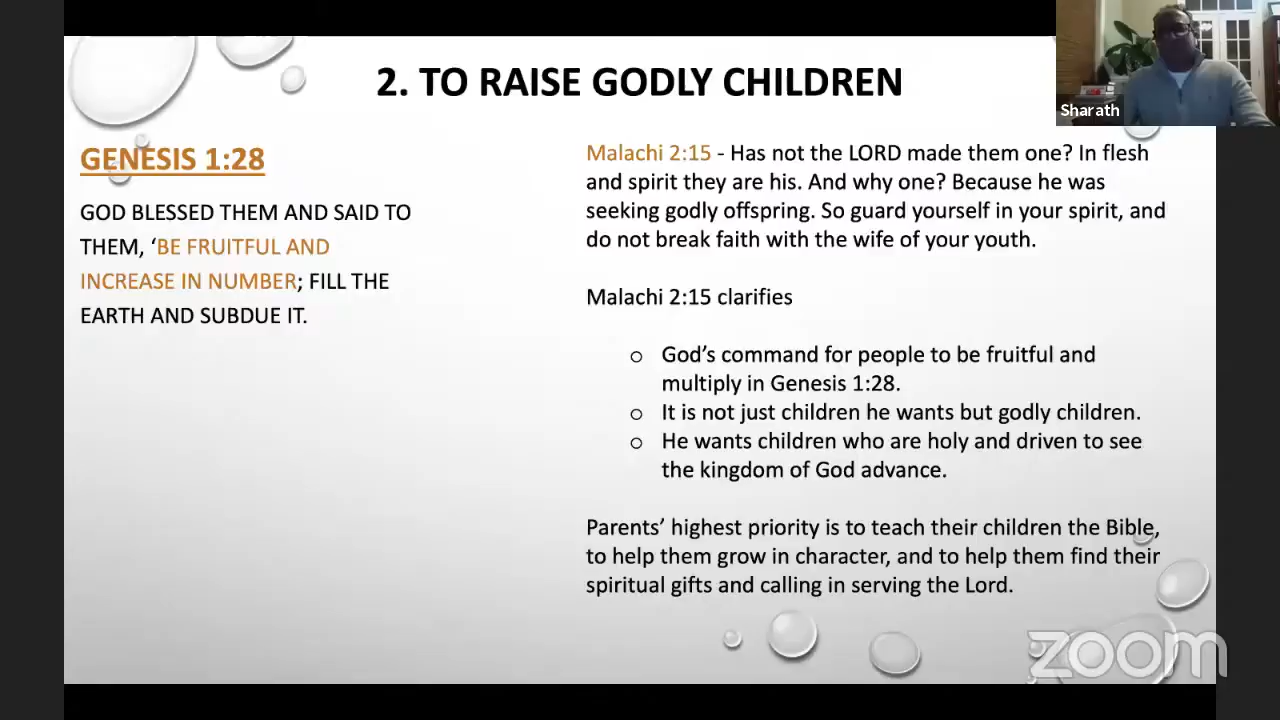 2. TO RAISE GODLY CHILDREN
Sharath
GENESIS 1:28
GOD BLESSED THEM AND SAID TO
THEM, ‘BE FRUITFUL AND
INCREASE IN NUMBER; FILL THE
EARTH AND SUBDUE IT.
Malachi 2:15 - Has not the LORD made them one? In flesh
and spirit they are his. And why one? Because he was
seeking godly offspring. So guard yourself in your spirit, and
do not break faith with the wife of your youth.
Malachi 2:15 clarifies
o God’s command for people to be fruitful and
multiply in Genesis 1:28.
o It is not just children he wants but godly children.
o He wants children who are holy and driven to see
the kingdom of God advance.
Parents’ highest priority is to teach their children the Bible,
to help them grow in character, and to help them find their
spiritual gifts and calling in serving the Lord.
zoom